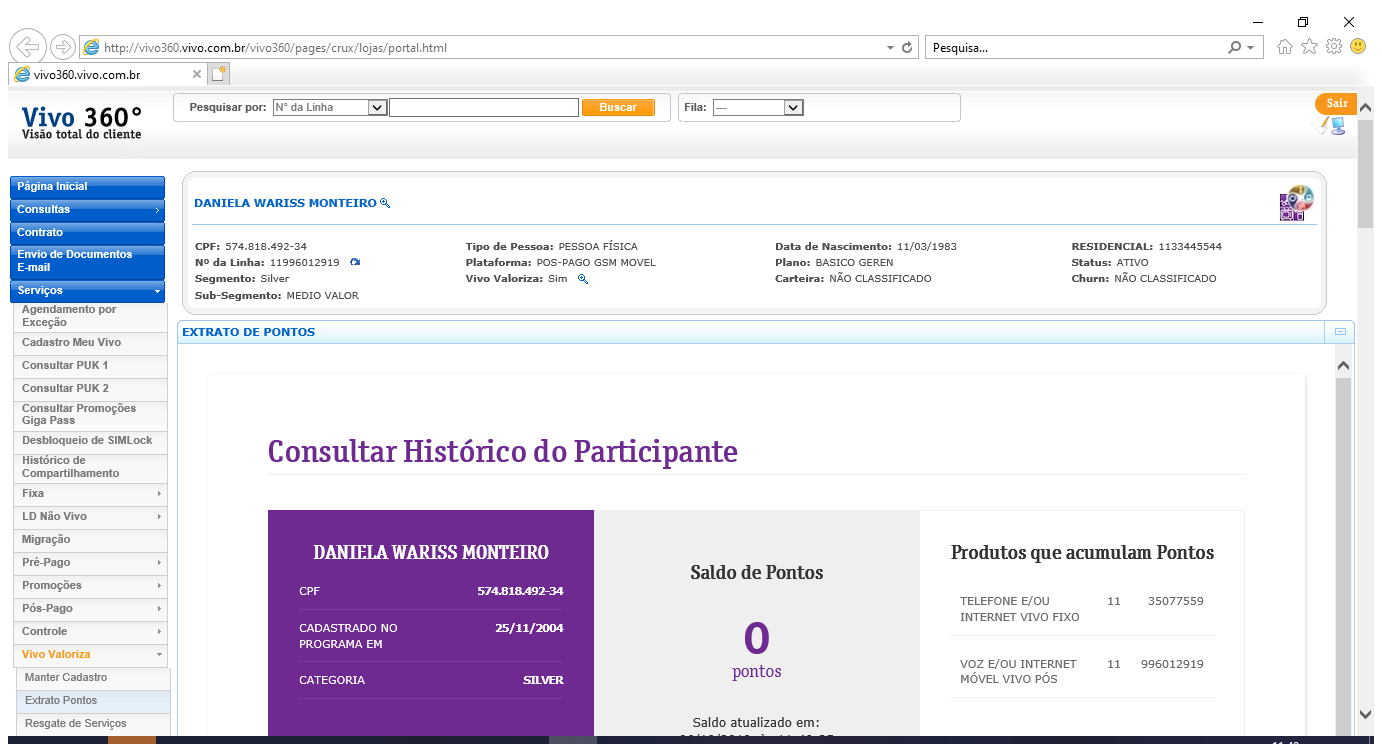 http://vivo360.vivo.com.br/vivo360/pages/crux/lojas/portal.html
Pesquisa...
vivo360.vivo.com.br
Vivo 360°
Visão total do cliente
Pesquisar por: N° da Linha Buscar
Fila: ---
Sair
Página Inicial
Consultas
Contrato
Envio de Documentos
E-mail
Serviços
Agendamento por
Exceção
Cadastro Meu Vivo
Consultar PUK 1
Consultar PUK 2
Consultar Promoções
Giga Pass
Desbloqueio de SIMLock
Histórico de
Compartilhamento
Fixa
LD Não Vivo
Migração
Pré-Pago
Promoções
Pós-Pago
Controle
Vivo Valoriza
Manter Cadastro
Extrato Pontos
Resgate de Serviços
DANIELA WARISS MONTEIRO
CPF: 574.818.492-34
Nº da Linha: 11996012919
Segmento: Silver
Sub-Segmento: MEDIO VALOR
Tipo de Pessoa: PESSOA FÍSICA
Plataforma: POS-PAGO GSM MOVEL
Vivo Valoriza: Sim
Data de Nascimento: 11/03/1983
Plano: BASICO GEREN
Carteira: NÃO CLASSIFICADO
RESIDENCIAL: 1133445544
Status: ATIVO
Churn: NÃO CLASSIFICADO
EXTRATO DE PONTOS
Consultar Histórico do Participante
DANIELA WARISS MONTEIRO
CPF 574.818.492-34
CADASTRADO NO
PROGRAMA EM
25/11/2004
CATEGORIA SILVER
Saldo de Pontos
0
pontos
Saldo atualizado em:
Produtos que acumulam Pontos
TELEFONE E/OU
INTERNET VIVO FIXO
11 35077559
VOZ E/OU INTERNET
MÓVEL VIVO PÓS
11 996012919